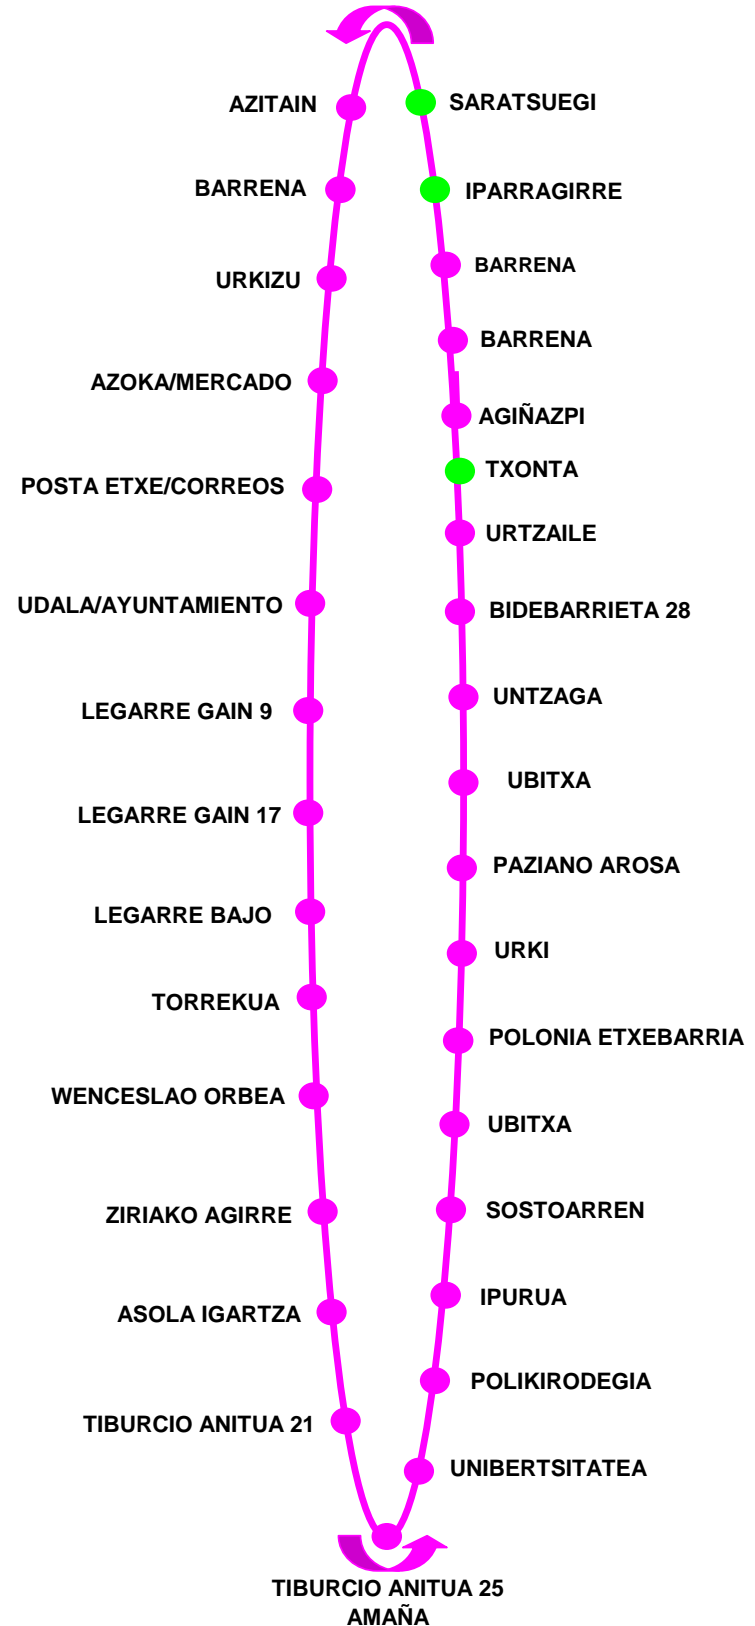 AZITAIN
SARATSUEGI
BARRENA
IPARRAGIRRE
BARRENA
URKIZU
BARRENA
AZOKA/MERCADO
AGIÑAZPI
TXONTA
POSTA ETXE/CORREOS
URTZAILE
UDALA/AYUNTAMIENTO
BIDEBARRIETA 28
UNTZAGA
LEGARRE GAIN 9
UBITXA
LEGARRE GAIN 17
PAZIANO AROSA
LEGARRE BAJO
URKI
TORREKUA
POLONIA ETXEBARRIA
WENCESLAO ORBEA
UBITXA
ZIRIAKO AGIRRE
SOSTOARREN
IPURUA
ASOLA IGARTZA
POLIKIRODEGIA
TIBURCIO ANITUA 21
UNIBERTSITATEA
TIBURCIO ANITUA 25
AMAÑA